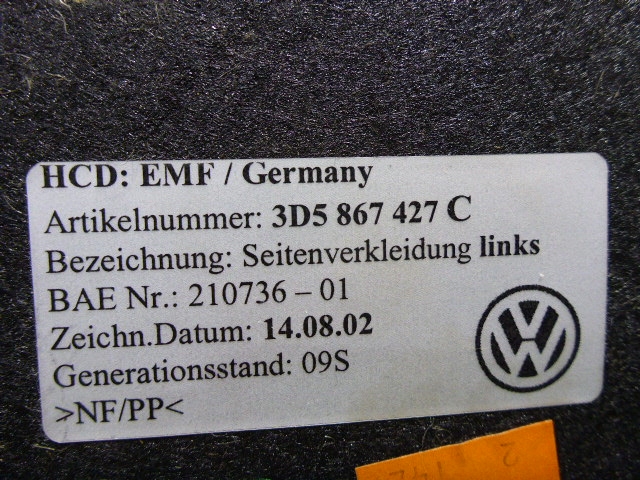 HCD: EMF / Germany
Artikelnummer: 3D5 867 427 C
Bezeichnung: Seitenverkleidung links
BAE Nr.: 210736 – 01
Zeichn.Datum: 14.08.02
Generationsstand: 09S
>NF/PP<